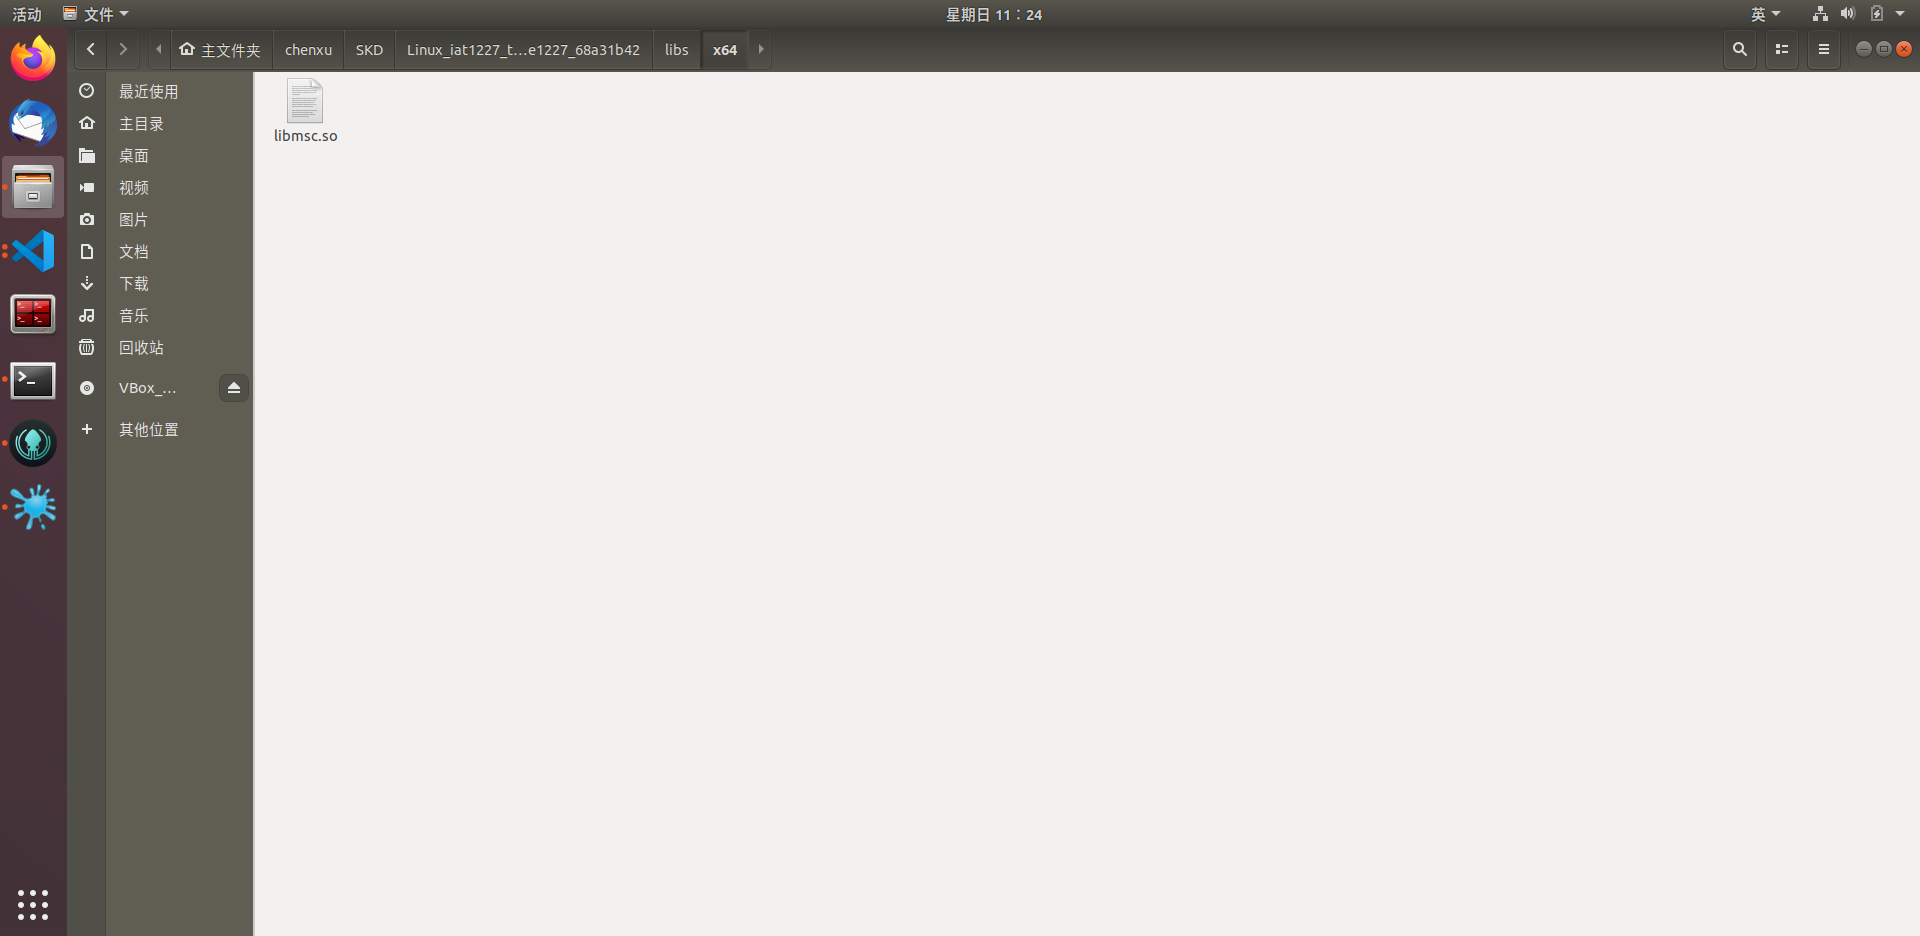 活动 文件 星期日 11：24 英
主文件夹 chenxu SKD Linux_iat1227_t...e1227_68a31b42 libs x64
最近使用
主目录
桌面
视频
图片
文档
下载
音乐
回收站
VBox_...
其他位置
libmsc.so